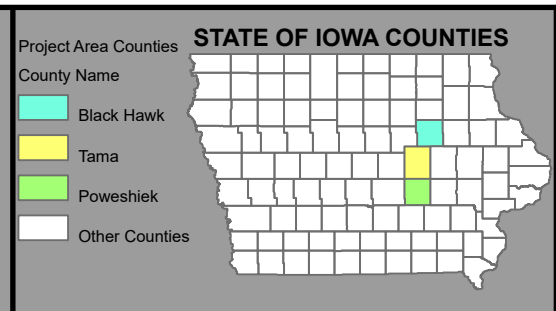 STATE OF IOWA COUNTIES
Project Area Counties
County Name
Black Hawk
Tama
Poweshiek
Other Counties